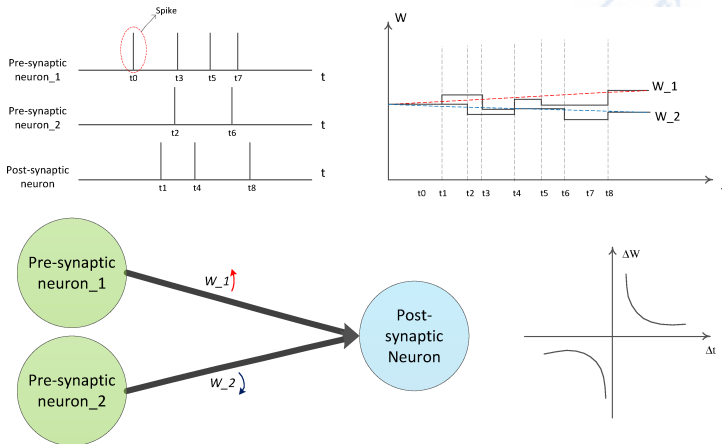 Spike
Pre-synaptic
neuron_1
t0
t3
t5
t7
t
Pre-synaptic
neuron_2
t2
t6
t
Post-synaptic
neuron
t1
t4
t8
t
W
W_1
W_2
t0
t1
t2
t3
t4
t5
t6
t7
t8
Pre-synaptic
neuron_1
W_1
Pre-synaptic
neuron_2
W_2
Post-
synaptic
Neuron
ΔW
Δt